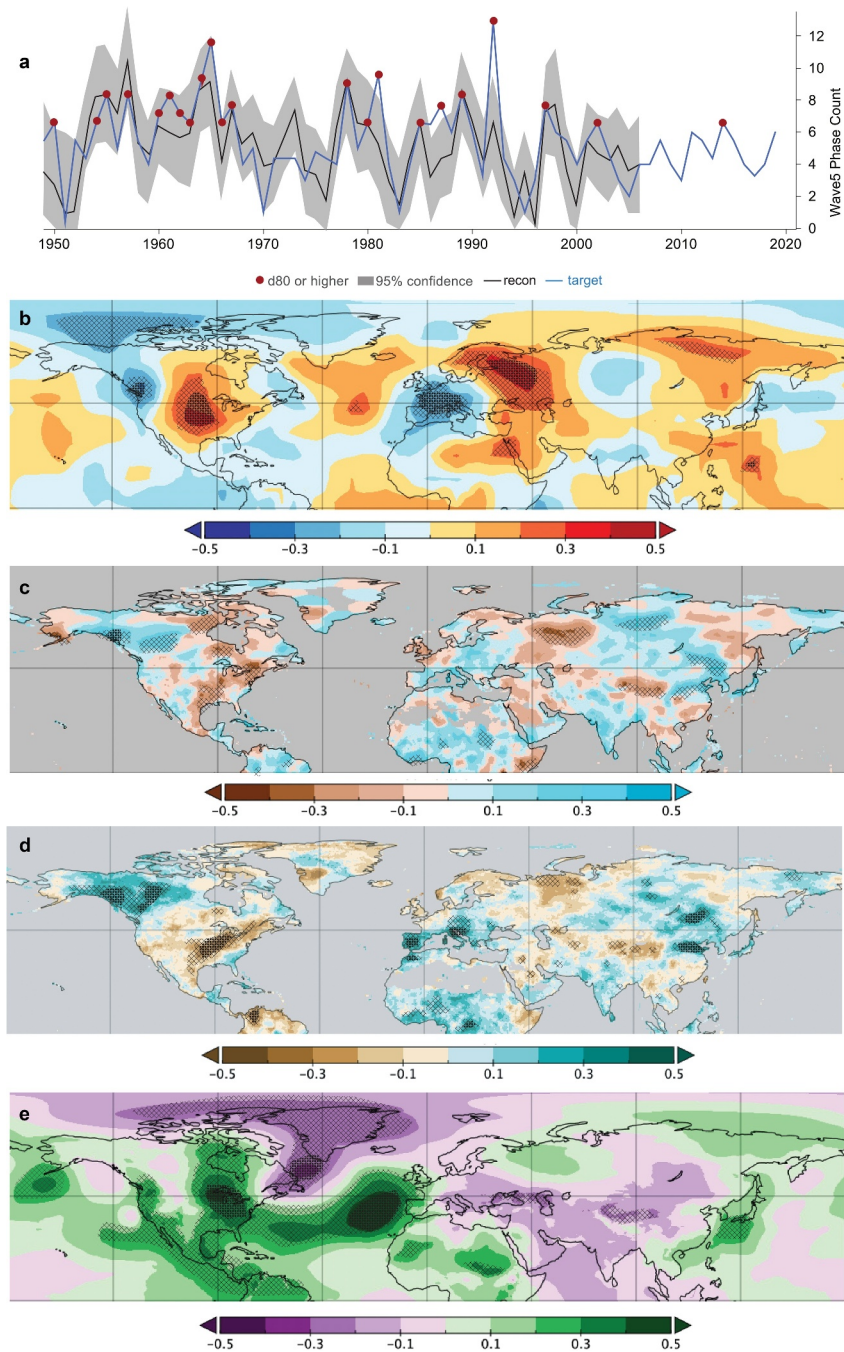 a
12
10
8
6
4
2
0
Wave5 Phase Count
1950 1960 1970 1980 1990 2000 2010 2020
d80 or higher 95% confidence recon target
b
−0.5 −0.3 −0.1 0.1 0.3 0.5
c
−0.5 −0.3 −0.1 0.1 0.3 0.5
d
−0.5 −0.3 −0.1 0.1 0.3 0.5
e
−0.5 −0.3 −0.1 0.1 0.3 0.5